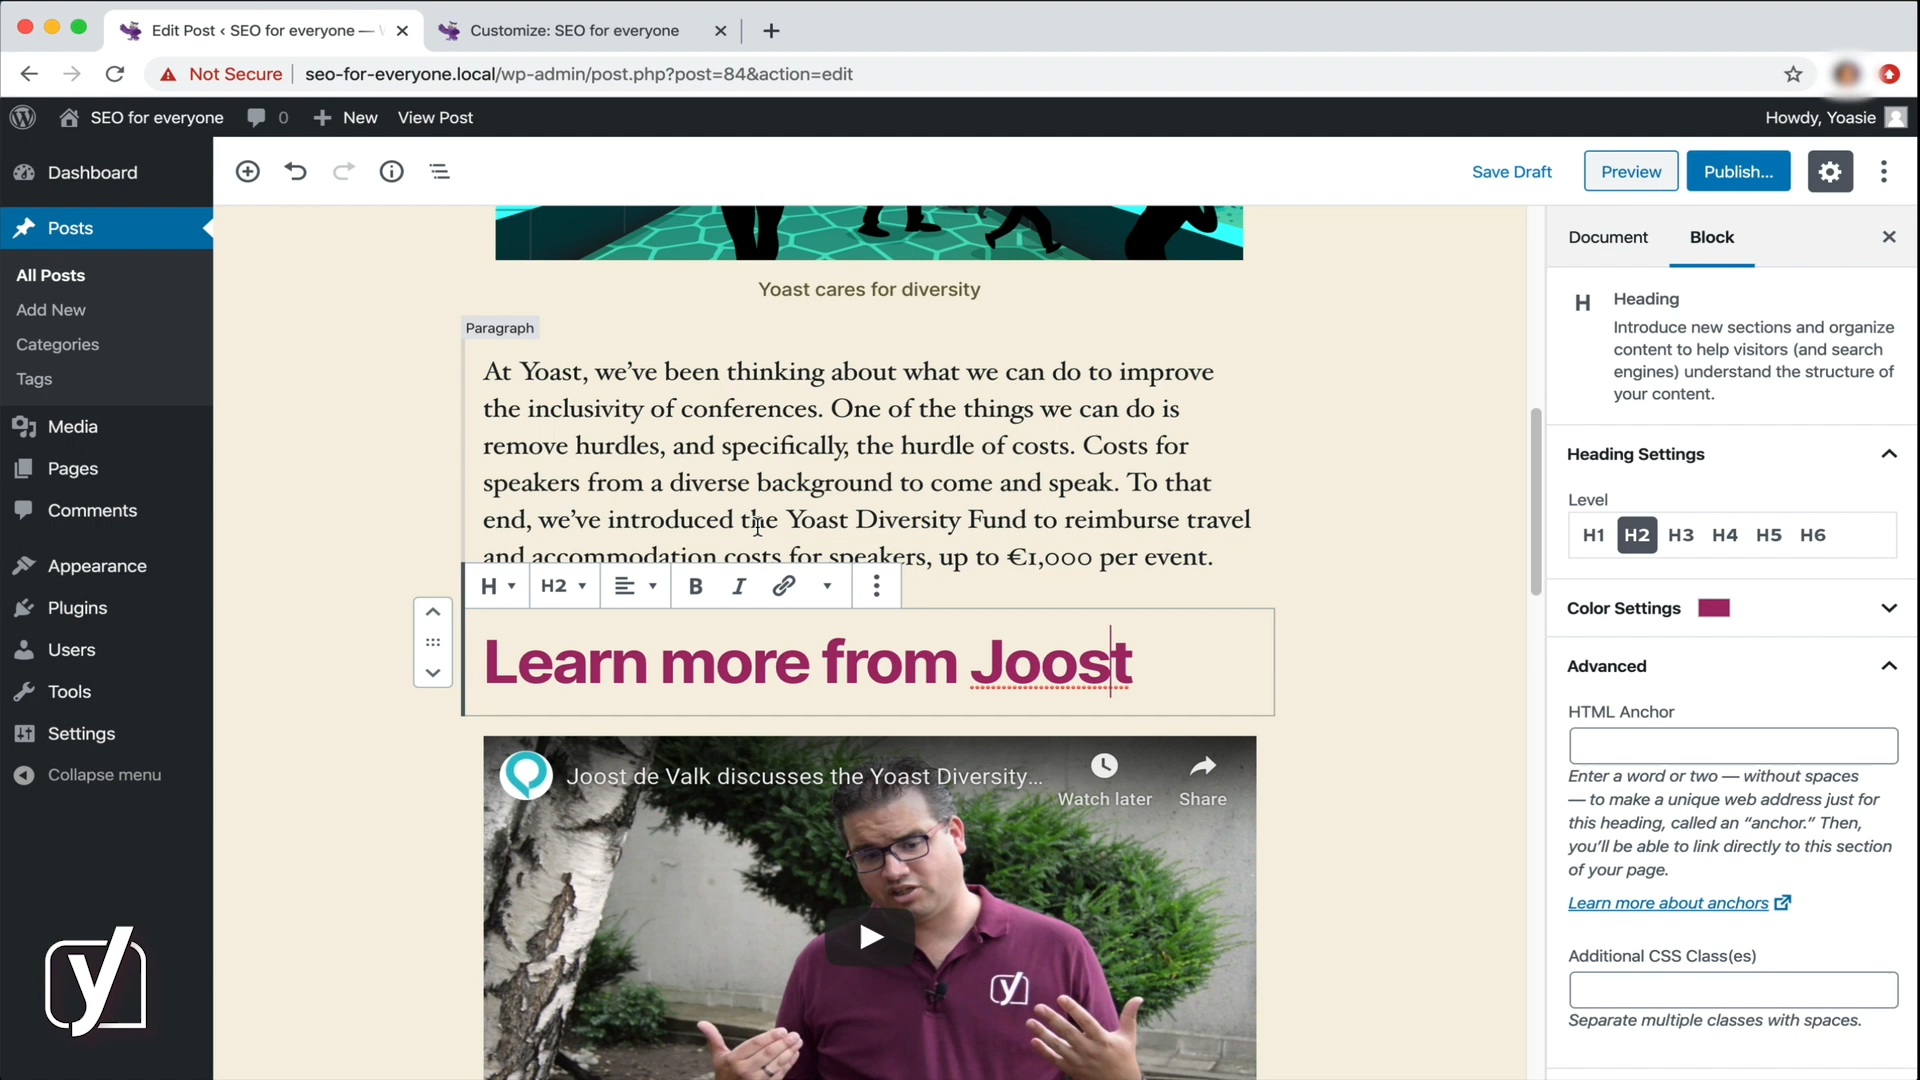 Edit Post ‹ SEO for everyone —
Customize: SEO for everyone
Not Secure
seo-for-everyone.local/wp-admin/post.php?post=84&action=edit
SEO for everyone
0
New
View Post
Howdy, Yoasie
Dashboard
Posts
All Posts
Add New
Categories
Tags
Media
Pages
Comments
Appearance
Plugins
Users
Tools
Settings
Collapse menu
Save Draft
Preview
Publish...
Yoast cares for diversity
Paragraph
At Yoast, we’ve been thinking about what we can do to improve
the inclusivity of conferences. One of the things we can do is
remove hurdles, and specifically, the hurdle of costs. Costs for
speakers from a diverse background to come and speak. To that
end, we’ve introduced the Yoast Diversity Fund to reimburse travel
and accommodation costs for speakers, up to €1,000 per event.
H
H2
B
I
Learn more from Joost
Joost de Valk discusses the Yoast Diversity...
Watch later
Share
y
y
Document
Block
H
Heading
Introduce new sections and organize
content to help visitors (and search
engines) understand the structure of
your content.
Heading Settings
Level
H1 H2 H3 H4 H5 H6
Color Settings
Advanced
HTML Anchor
Enter a word or two — without spaces
— to make a unique web address just for
this heading, called an “anchor.” Then,
you’ll be able to link directly to this section
of your page.
Learn more about anchors
Additional CSS Class(es)
Separate multiple classes with spaces.